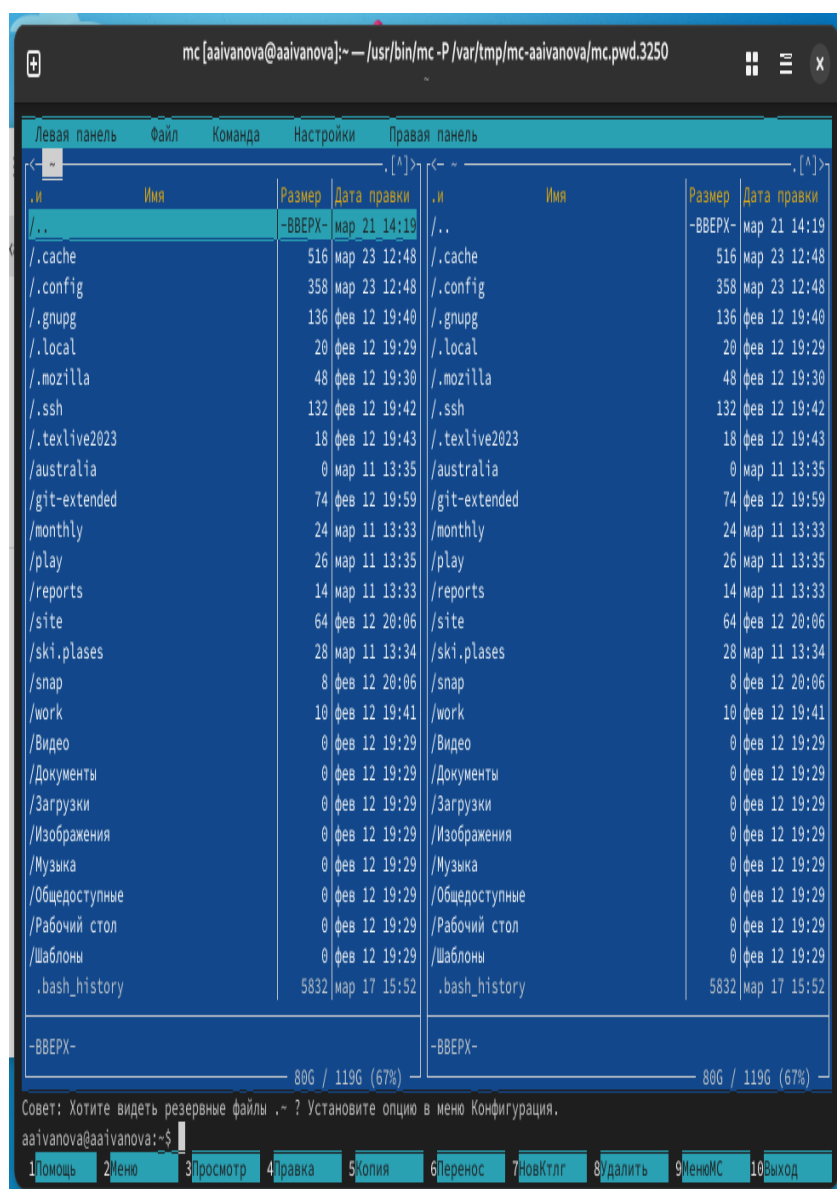 mc [aaivanova@aaivanova]:~ — /usr/bin/mc -P /var/tmp/mc-aaivanova/mc.pwd.3250
~
Левая панель Файл Команда Настройки Правая панель
<- ~ .[^]> <- ~ .[^]>
.и Имя Размер Дата правки .и Имя Размер Дата правки
/.. -ВВЕРХ- мар 21 14:19 /.. -ВВЕРХ- мар 21 14:19
/.cache 516 мар 23 12:48 /.cache 516 мар 23 12:48
/.config 358 мар 23 12:48 /.config 358 мар 23 12:48
/.gnupg 136 фев 12 19:40 /.gnupg 136 фев 12 19:40
/.local 20 фев 12 19:29 /.local 20 фев 12 19:29
/.mozilla 48 фев 12 19:30 /.mozilla 48 фев 12 19:30
/.ssh 132 фев 12 19:42 /.ssh 132 фев 12 19:42
/.texlive2023 18 фев 12 19:43 /.texlive2023 18 фев 12 19:43
/australia 0 мар 11 13:35 /australia 0 мар 11 13:35
/git-extended 74 фев 12 19:59 /git-extended 74 фев 12 19:59
/monthly 24 мар 11 13:33 /monthly 24 мар 11 13:33
/play 26 мар 11 13:35 /play 26 мар 11 13:35
/reports 14 мар 11 13:33 /reports 14 мар 11 13:33
/site 64 фев 12 20:06 /site 64 фев 12 20:06
/ski.plases 28 мар 11 13:34 /ski.plases 28 мар 11 13:34
/snap 8 фев 12 20:06 /snap 8 фев 12 20:06
/work 10 фев 12 19:41 /work 10 фев 12 19:41
/Видео 0 фев 12 19:29 /Видео 0 фев 12 19:29
/Документы 0 фев 12 19:29 /Документы 0 фев 12 19:29
/Загрузки 0 фев 12 19:29 /Загрузки 0 фев 12 19:29
/Изображения 0 фев 12 19:29 /Изображения 0 фев 12 19:29
/Музыка 0 фев 12 19:29 /Музыка 0 фев 12 19:29
/Общедоступные 0 фев 12 19:29 /Общедоступные 0 фев 12 19:29
/Рабочий стол 0 фев 12 19:29 /Рабочий стол 0 фев 12 19:29
/Шаблоны 0 фев 12 19:29 /Шаблоны 0 фев 12 19:29
.bash_history 5832 мар 17 15:52 .bash_history 5832 мар 17 15:52
-ВВЕРХ- -ВВЕРХ-
80G / 119G (67%) 80G / 119G (67%)
Совет: Хотите видеть резервные файлы .~ ? Установите опцию в меню Конфигурация.
aaivanova@aaivanova:~$
1Помощь 2Меню 3Просмотр 4Правка 5Копия 6Перенос 7НовКтлг 8Удалить 9МенюМС 10Выход